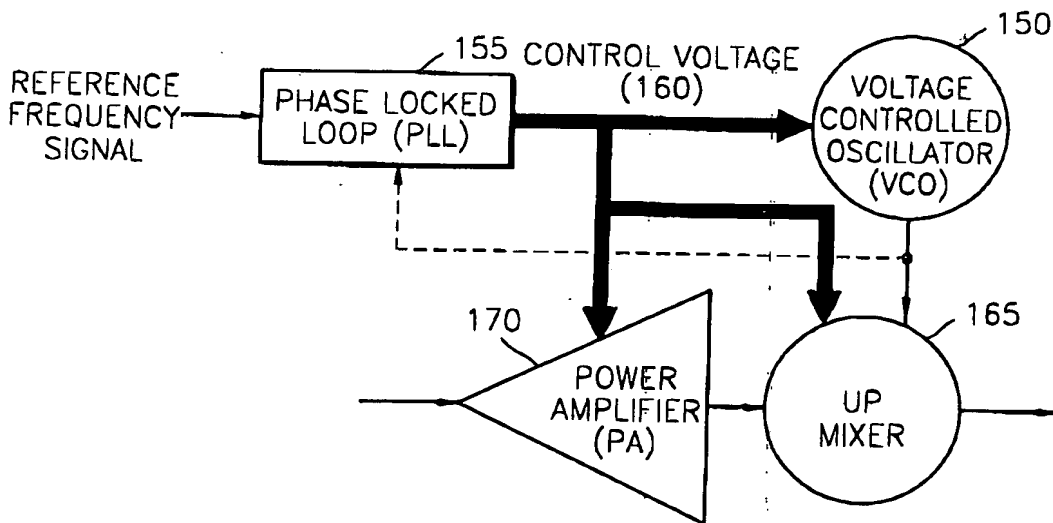 155
CONTROL VOLTAGE
(160)
150
REFERENCE
FREQUENCY
SIGNAL
PHASE LOCKED
LOOP (PLL)
VOLTAGE
CONTROLLED
OSCILLATOR
(VCO)
170
POWER
AMPLIFIER
(PA)
165
UP
MIXER